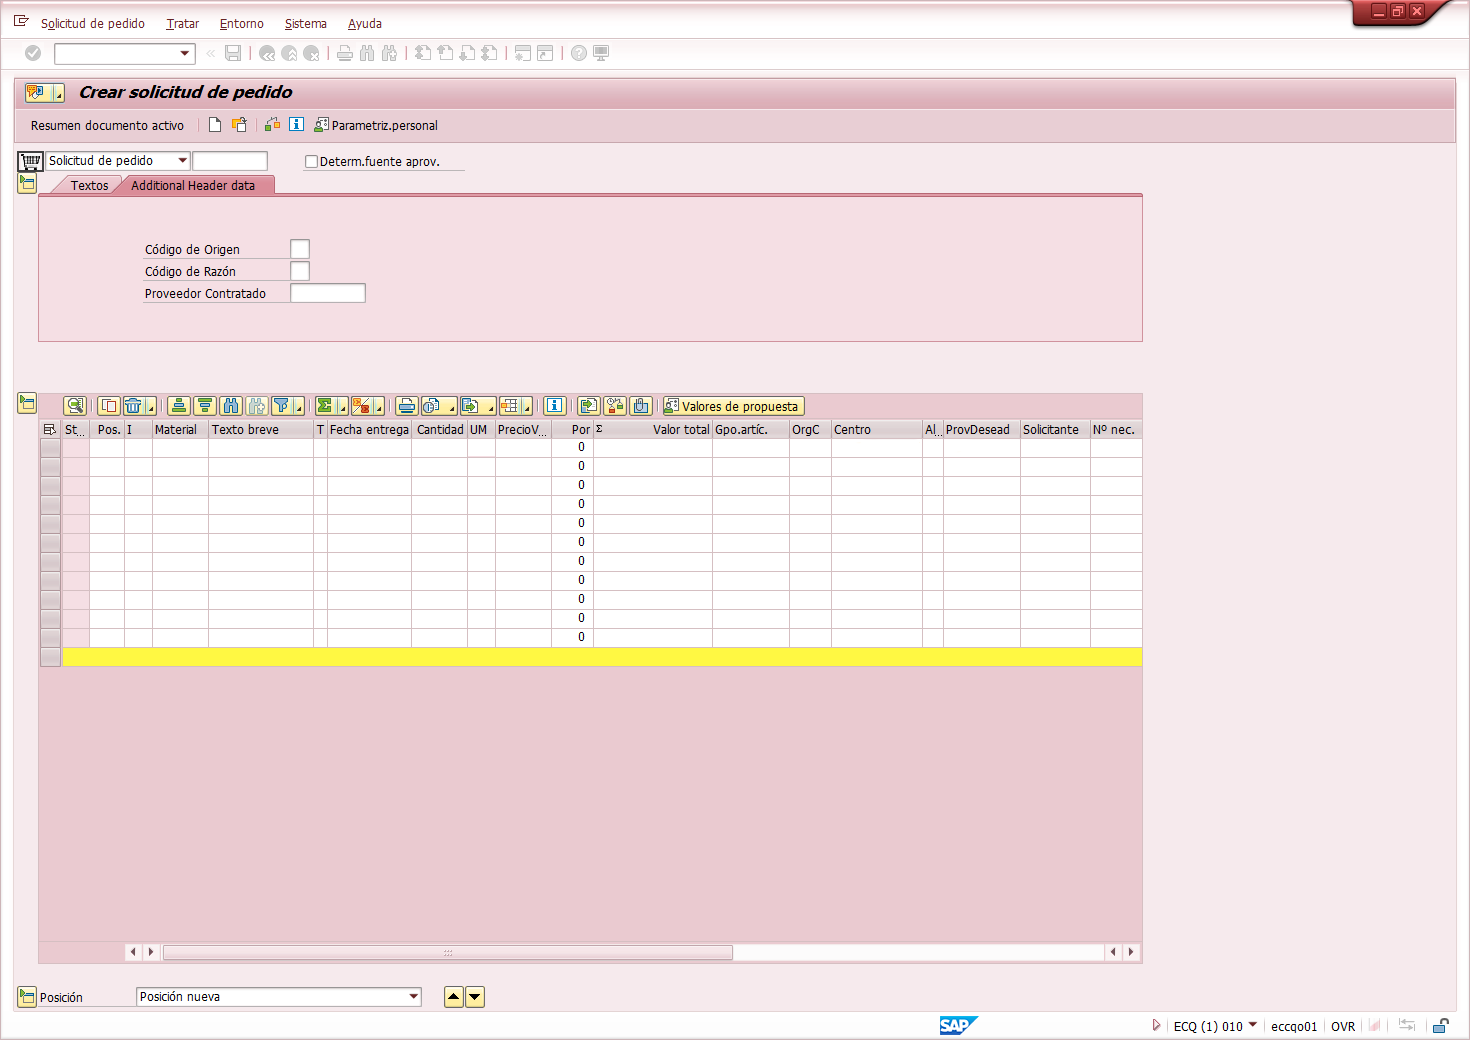 Solicitud de pedido Tratar Entorno Sistema Ayuda
Crear solicitud de pedido
Resumen documento activo Parametriz.personal
Solicitud de pedido Determ.fuente aprov.
Textos Additional Header data
Código de Origen
Código de Razón
Proveedor Contratado
Valores de propuesta
St... Pos. I Material Texto breve T Fecha entrega Cantidad UM PrecioV... Por Σ Valor total Gpo.artíc. OrgC Centro Al... ProvDesead Solicitante Nº nec.
0
0
0
0
0
0
0
0
0
0
0
Posición Posición nueva
SAP ECQ (1) 010 eccqo01 OVR